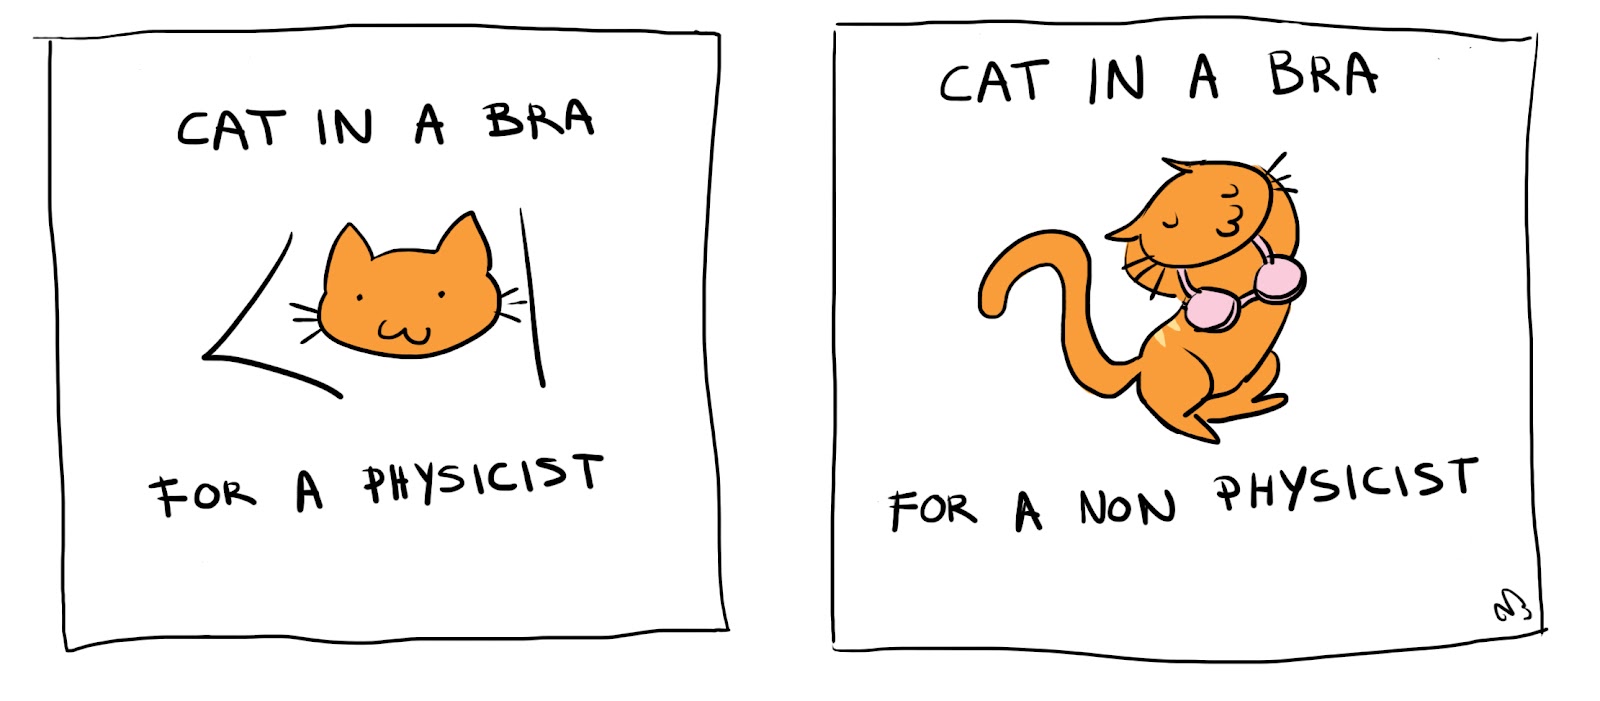 CAT IN A BRA
FOR A PHYSICIST
CAT IN A BRA
FOR A NON PHYSICIST